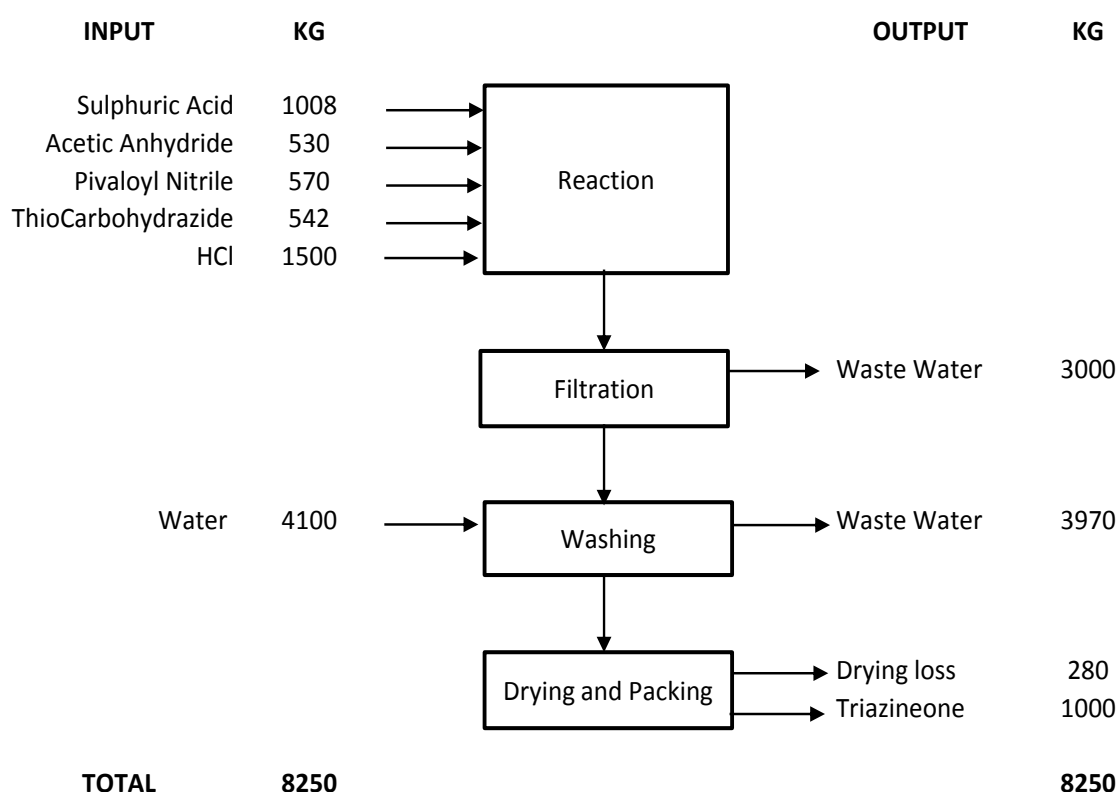 INPUT KG OUTPUT KG
Sulphuric Acid 1008
Acetic Anhydride 530
Pivaloyl Nitrile 570
ThioCarbohydrazide 542
HCl 1500
Reaction
Filtration
Waste Water 3000
Water 4100
Washing
Waste Water 3970
Drying and Packing
Drying loss 280
Triazineone 1000
TOTAL 8250 8250